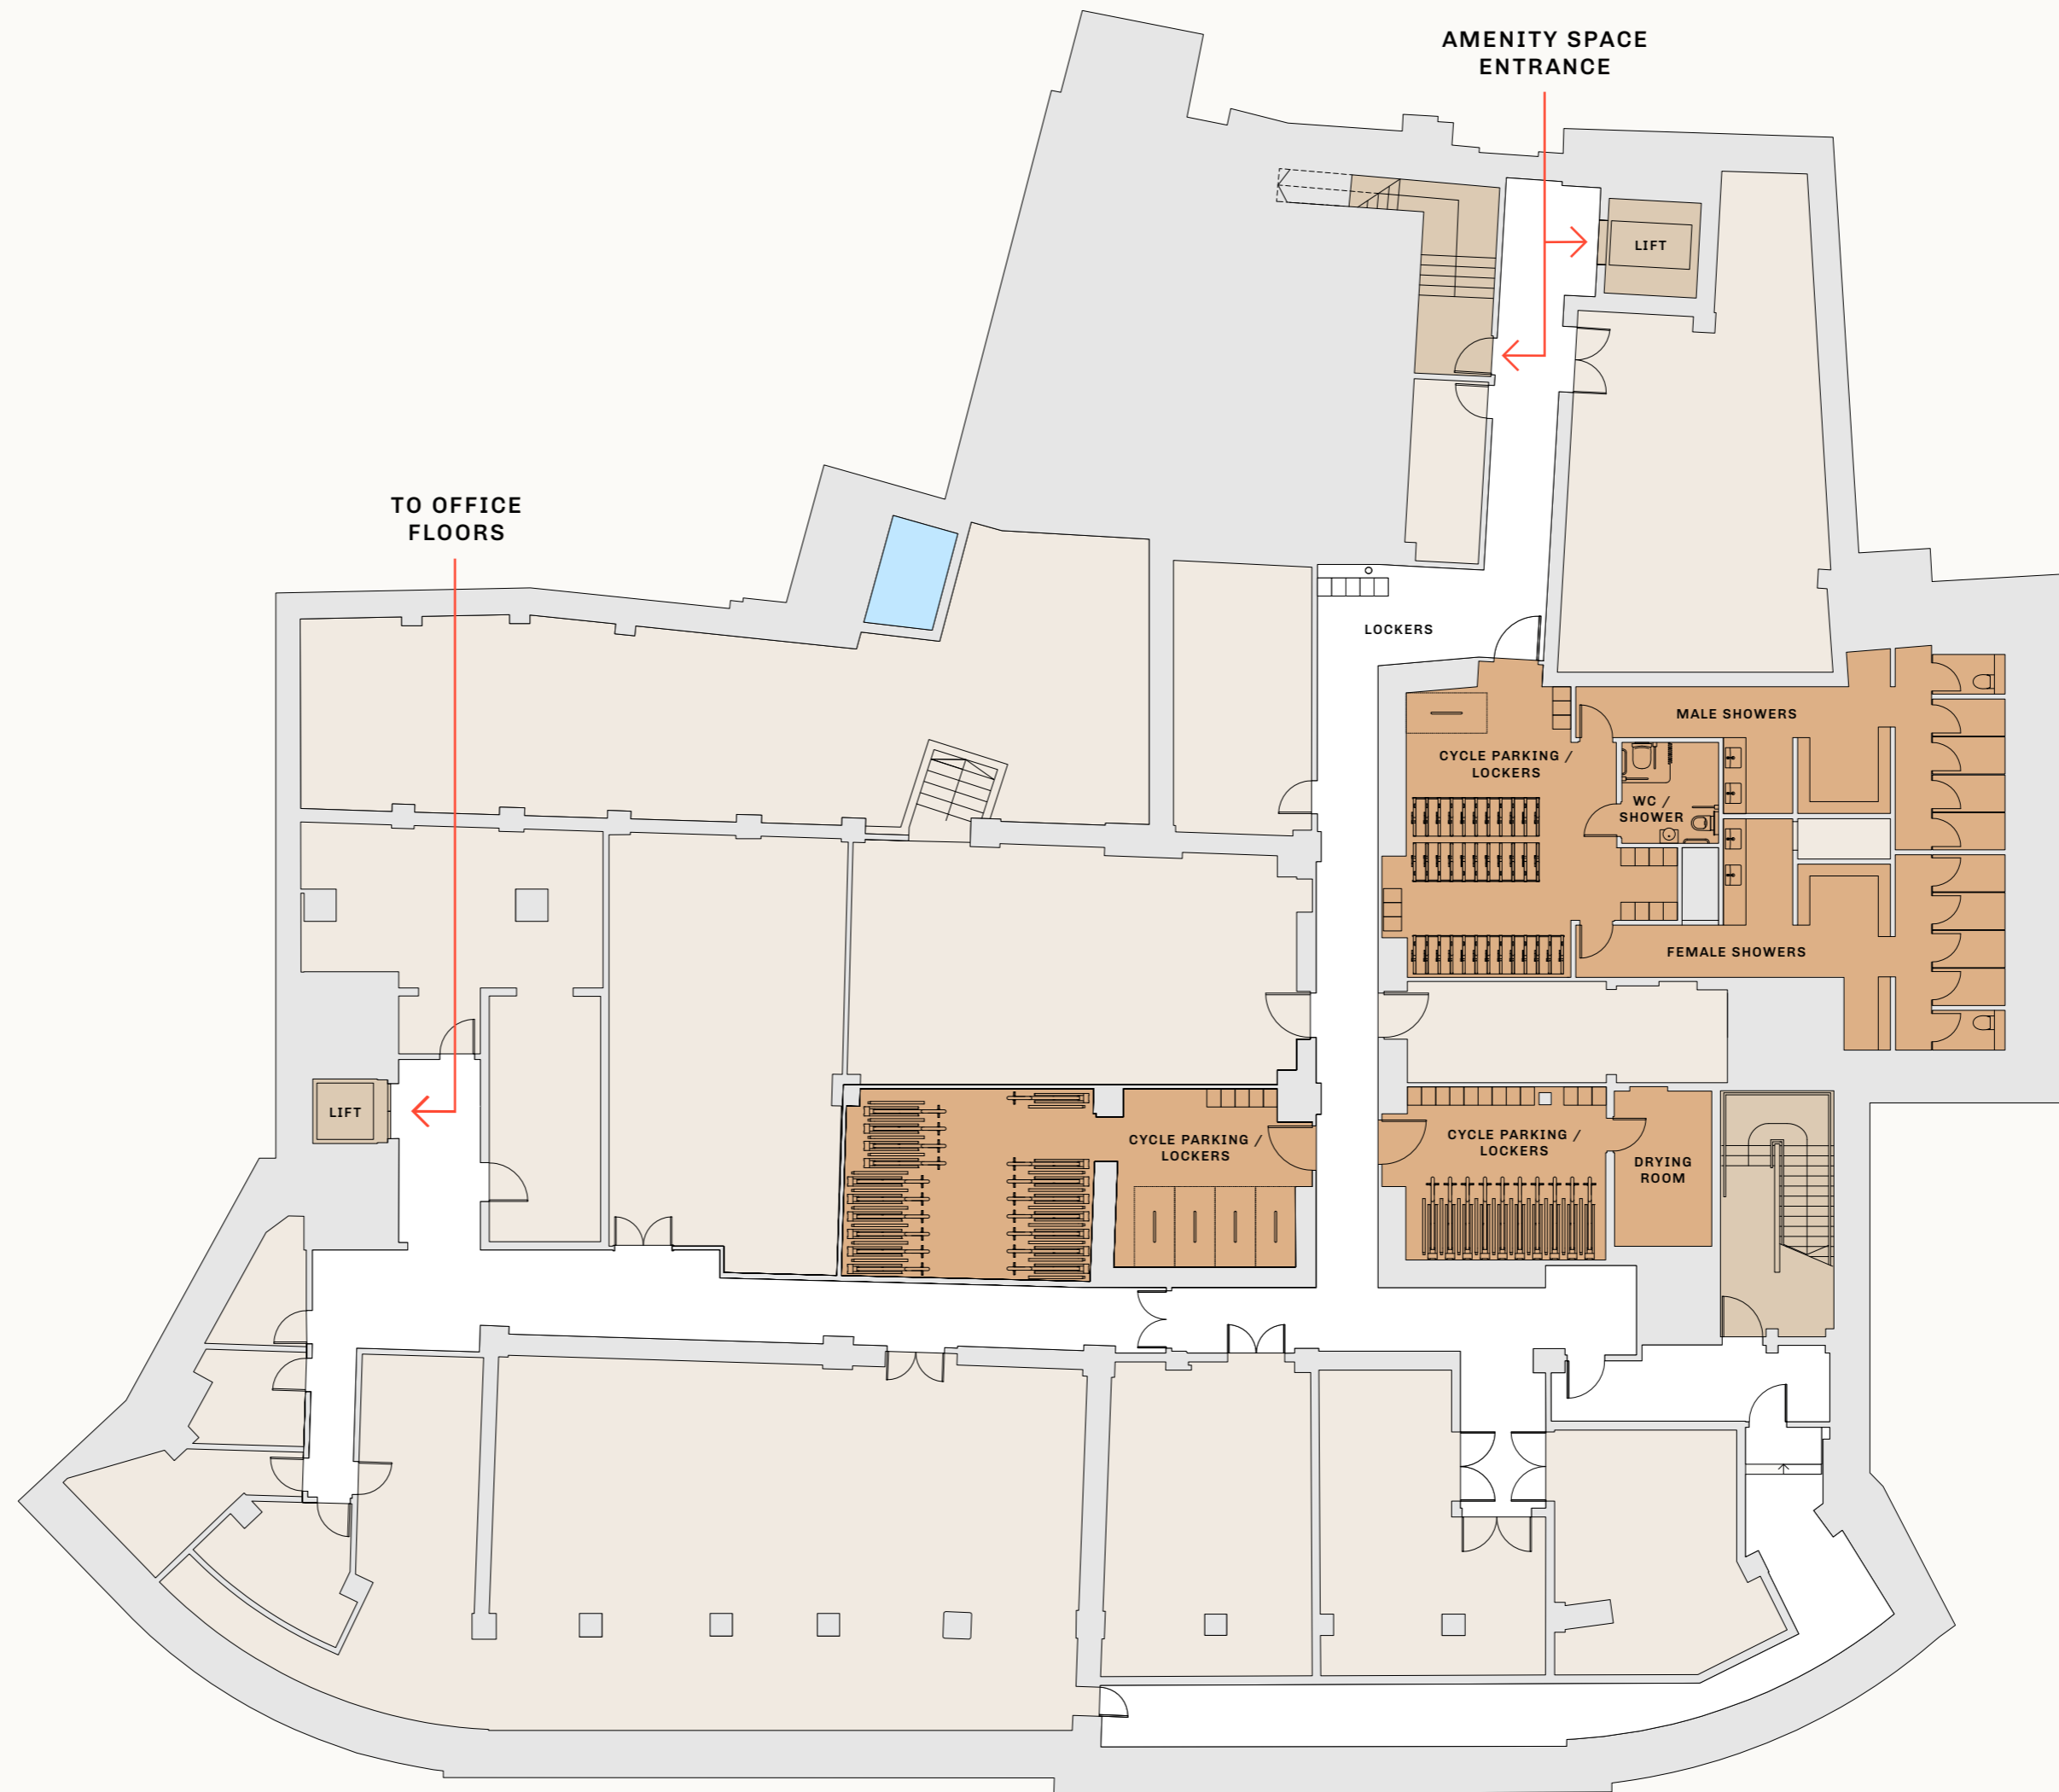 AMENITY SPACE
ENTRANCE
LIFT
TO OFFICE
FLOORS
LOCKERS
MALE SHOWERS
CYCLE PARKING /
LOCKERS
WC /
SHOWER
FEMALE SHOWERS
LIFT
CYCLE PARKING /
LOCKERS
CYCLE PARKING /
LOCKERS
DRYING
ROOM